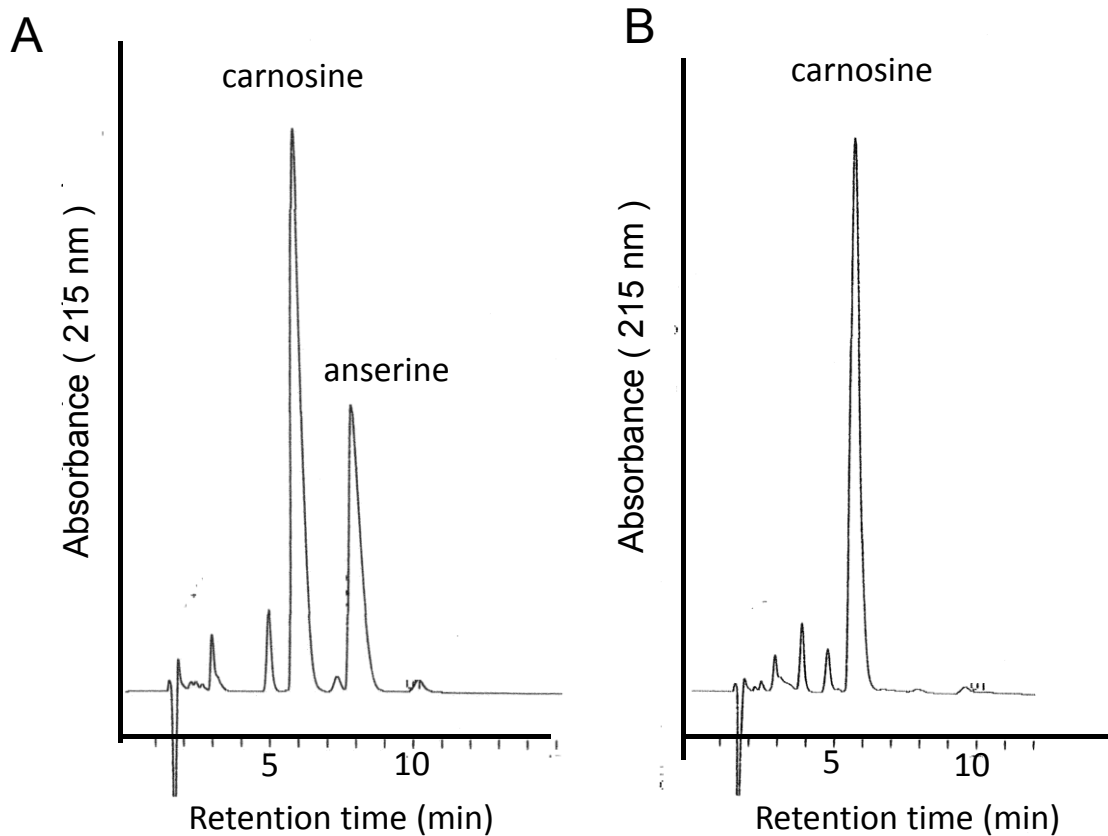 A
carnosine
anserine
Absorbance ( 215 nm )
5
10
Retention time (min)
B
carnosine
Absorbance ( 215 nm )
5
10
Retention time (min)